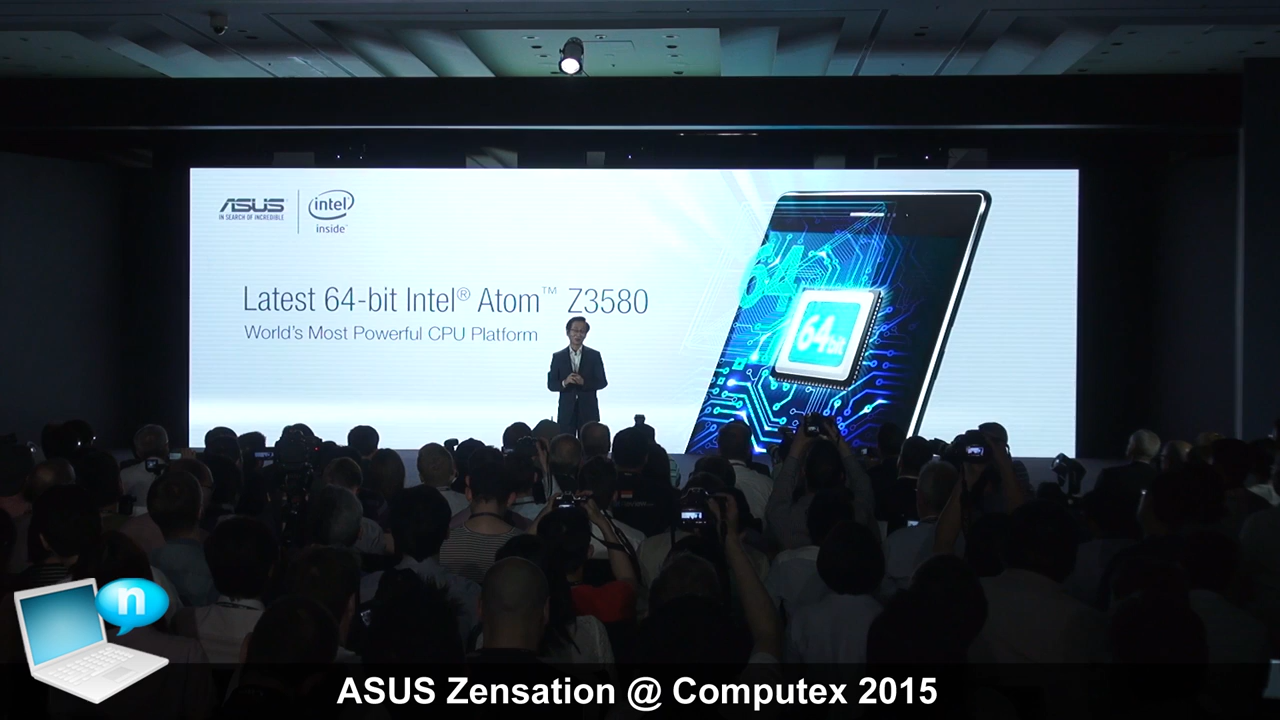 ASUS
IN SEARCH OF INCREDIBLE
intel
inside™
Latest 64-bit Intel® Atom™ Z3580
World's Most Powerful CPU Platform
64
64bit
n
ASUS Zensation @ Computex 2015